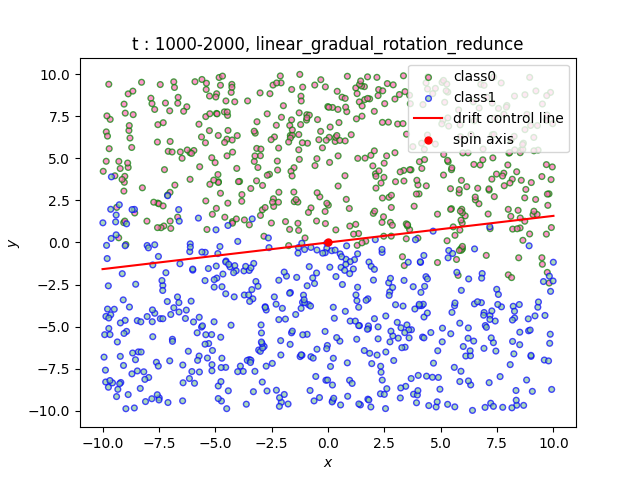 t : 1000-2000, linear_gradual_rotation_redunce
class0
class1
drift control line
spin axis
10.0
7.5
5.0
2.5
0.0
−2.5
−5.0
−7.5
−10.0
y
−10.0 −7.5 −5.0 −2.5 0.0 2.5 5.0 7.5 10.0
x